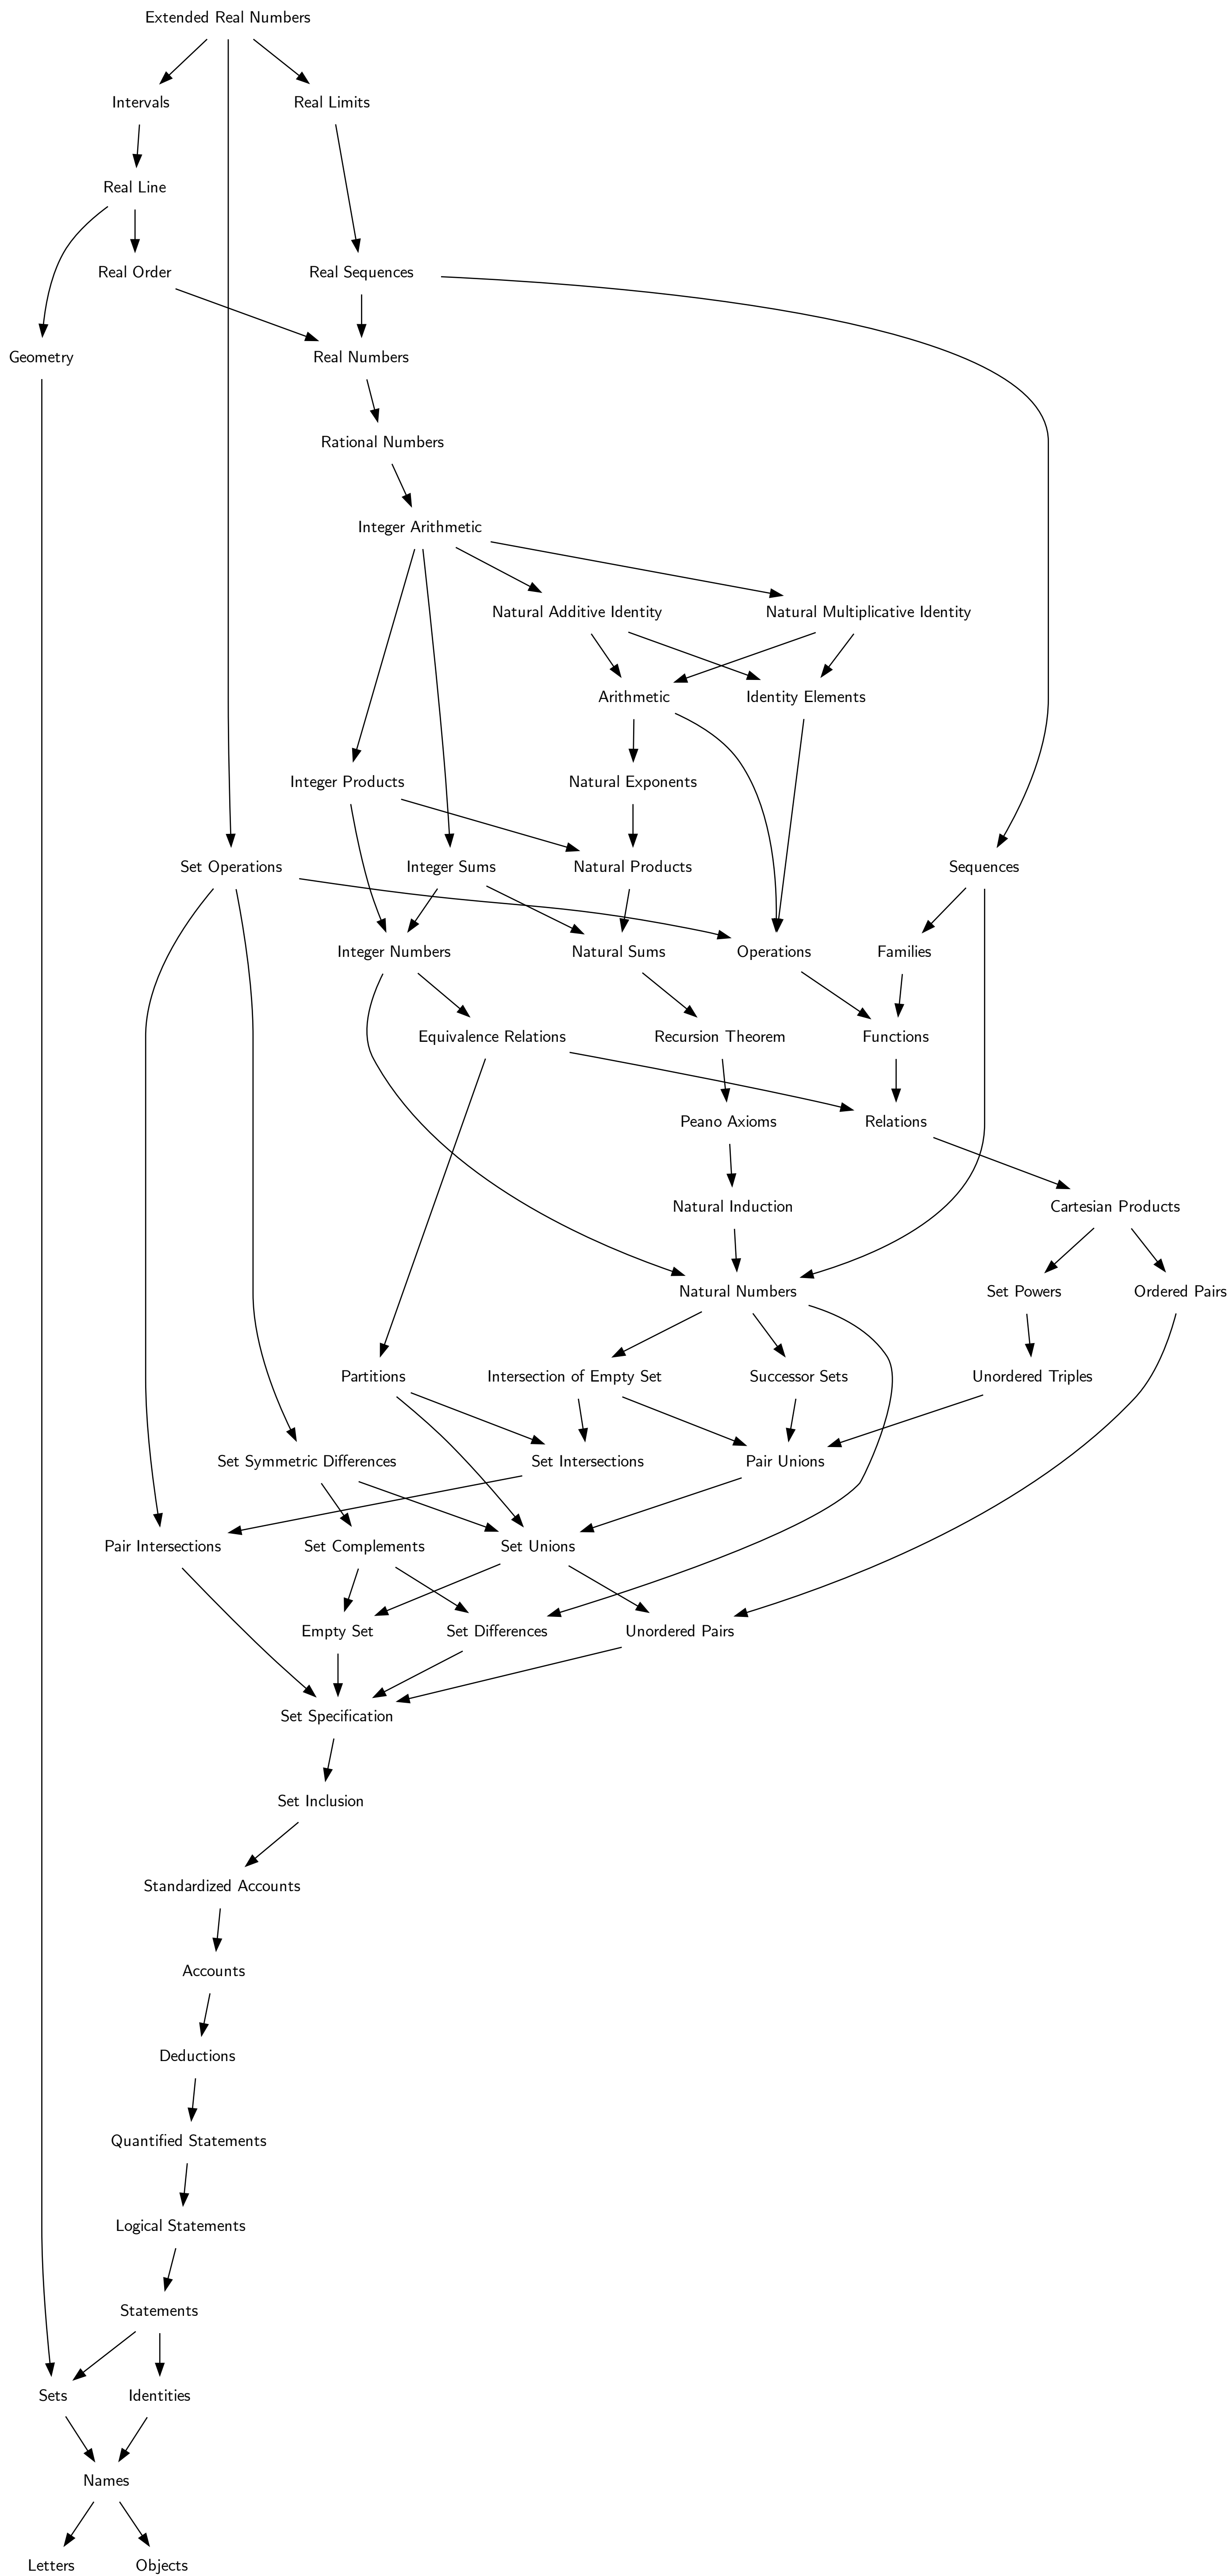 Extended Real Numbers
Intervals
Real Limits
Real Line
Real Order
Real Sequences
Geometry
Real Numbers
Rational Numbers
Integer Arithmetic
Natural Additive Identity
Natural Multiplicative Identity
Arithmetic
Identity Elements
Integer Products
Natural Exponents
Set Operations
Integer Sums
Natural Products
Sequences
Integer Numbers
Natural Sums
Operations
Families
Equivalence Relations
Recursion Theorem
Functions
Peano Axioms
Relations
Natural Induction
Cartesian Products
Natural Numbers
Set Powers
Ordered Pairs
Partitions
Intersection of Empty Set
Successor Sets
Unordered Triples
Set Symmetric Differences
Set Intersections
Pair Unions
Pair Intersections
Set Complements
Set Unions
Empty Set
Set Differences
Unordered Pairs
Set Specification
Set Inclusion
Standardized Accounts
Accounts
Deductions
Quantified Statements
Logical Statements
Statements
Sets
Identities
Names
Letters
Objects